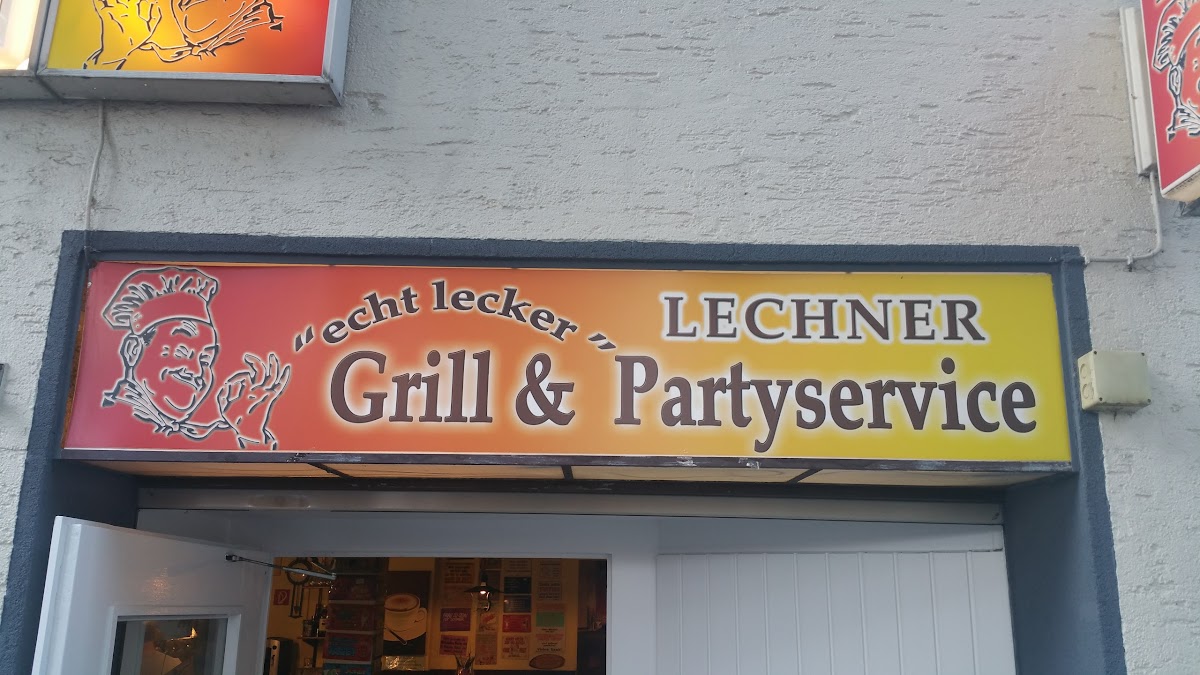 "echt lecker"
LECHNER
Grill & Partyservice